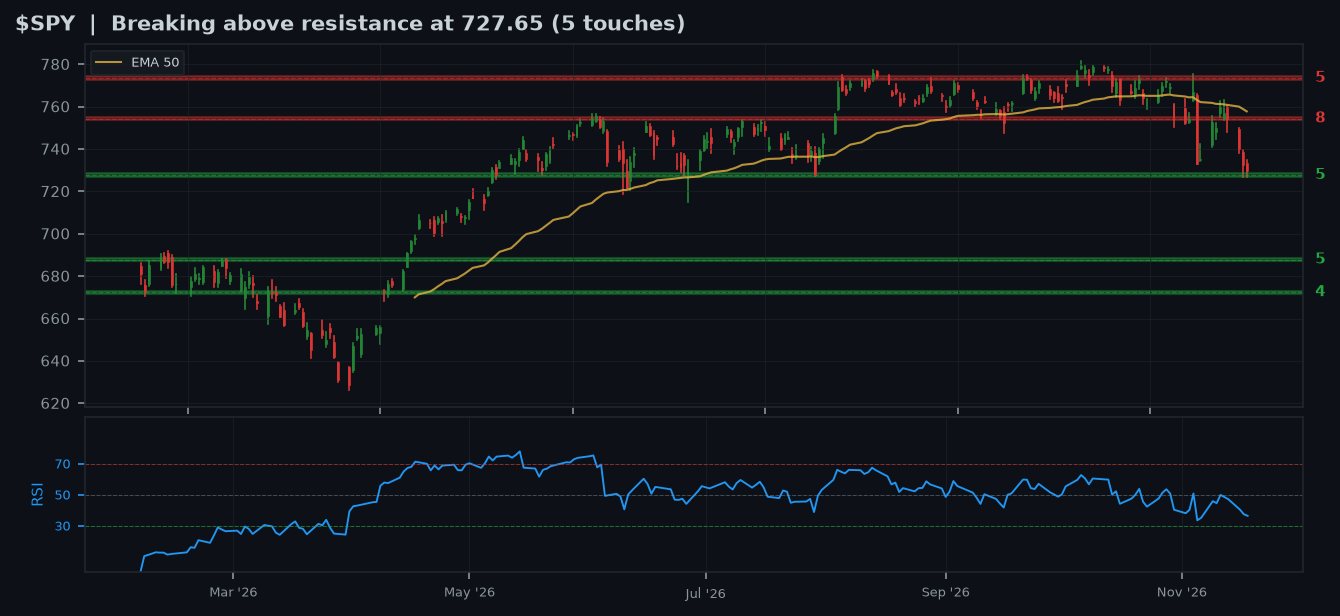 $SPY | Breaking above resistance at 727.65 (5 touches)
EMA 50
780
760
740
720
700
680
660
640
620
5
8
5
5
4
RSI
70
50
30
Mar '26
May '26
Jul '26
Sep '26
Nov '26